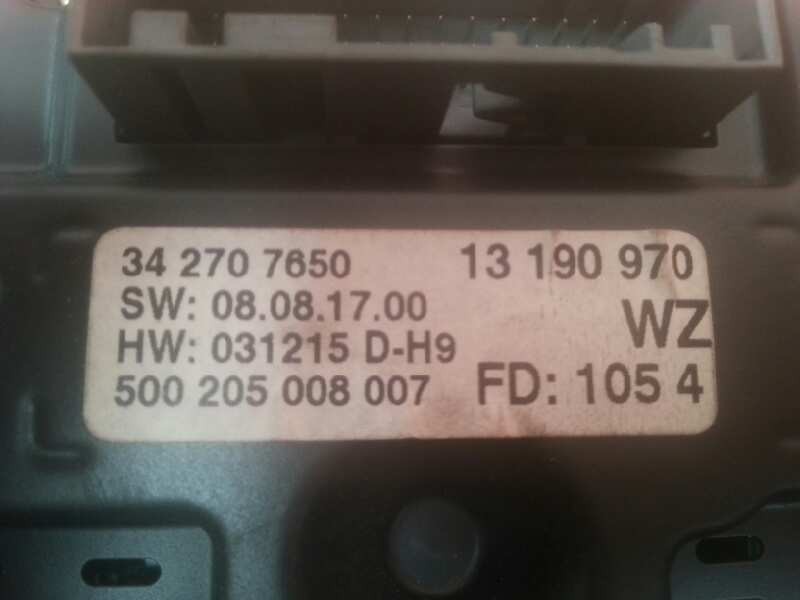 34 270 7650 13 190 970
SW: 08.08.17.00 WZ
HW: 031215 D-H9
500 205 008 007 FD: 105 4